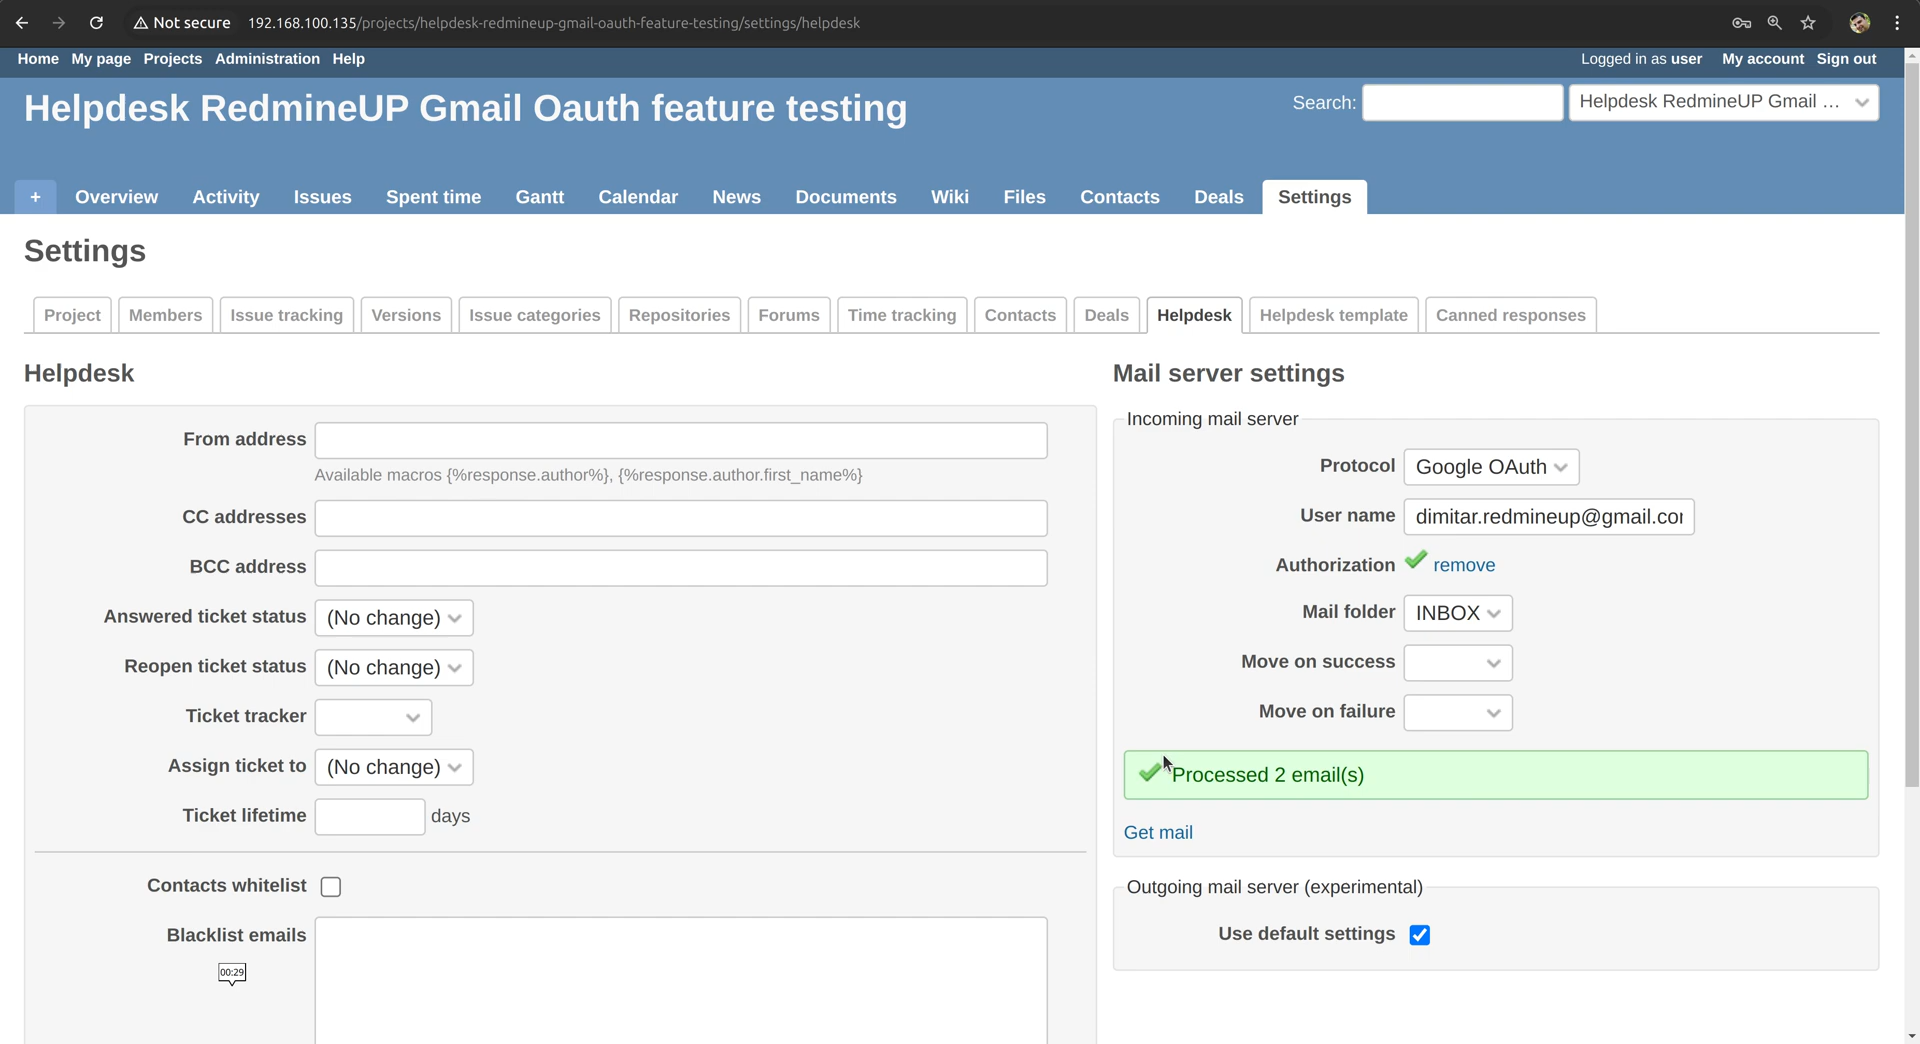 Not secure 192.168.100.135/projects/helpdesk-redmineup-gmail-oauth-feature-testing/settings/helpdesk
Home My page Projects Administration Help
Logged in as user My account Sign out
Helpdesk RedmineUP Gmail Oauth feature testing
Search:
Helpdesk RedmineUP Gmail ...
+ Overview Activity Issues Spent time Gantt Calendar News Documents Wiki Files Contacts Deals Settings
Settings
Project Members Issue tracking Versions Issue categories Repositories Forums Time tracking Contacts Deals Helpdesk Helpdesk template Canned responses
Helpdesk
From address
Available macros {%response.author%}, {%response.author.first_name%}
CC addresses
BCC address
Answered ticket status (No change)
Reopen ticket status (No change)
Ticket tracker
Assign ticket to (No change)
Ticket lifetime days
Contacts whitelist
Blacklist emails
00:29
Mail server settings
Incoming mail server
Protocol Google OAuth
User name dimitar.redmineup@gmail.co
Authorization remove
Mail folder INBOX
Move on success
Move on failure
Processed 2 email(s)
Get mail
Outgoing mail server (experimental)
Use default settings